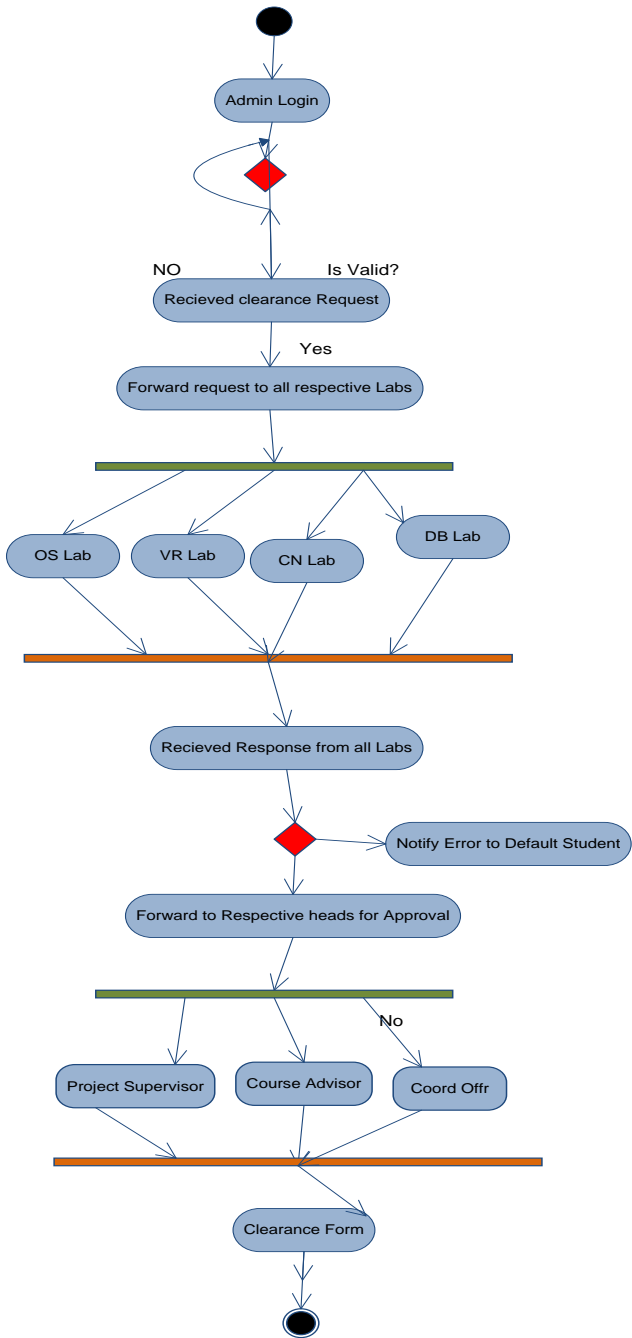 Admin Login
NO
Is Valid?
Recieved clearance Request
Yes
Forward request to all respective Labs
OS Lab
VR Lab
CN Lab
DB Lab
Recieved Response from all Labs
Notify Error to Default Student
Forward to Respective heads for Approval
No
Project Supervisor
Course Advisor
Coord Offr
Clearance Form